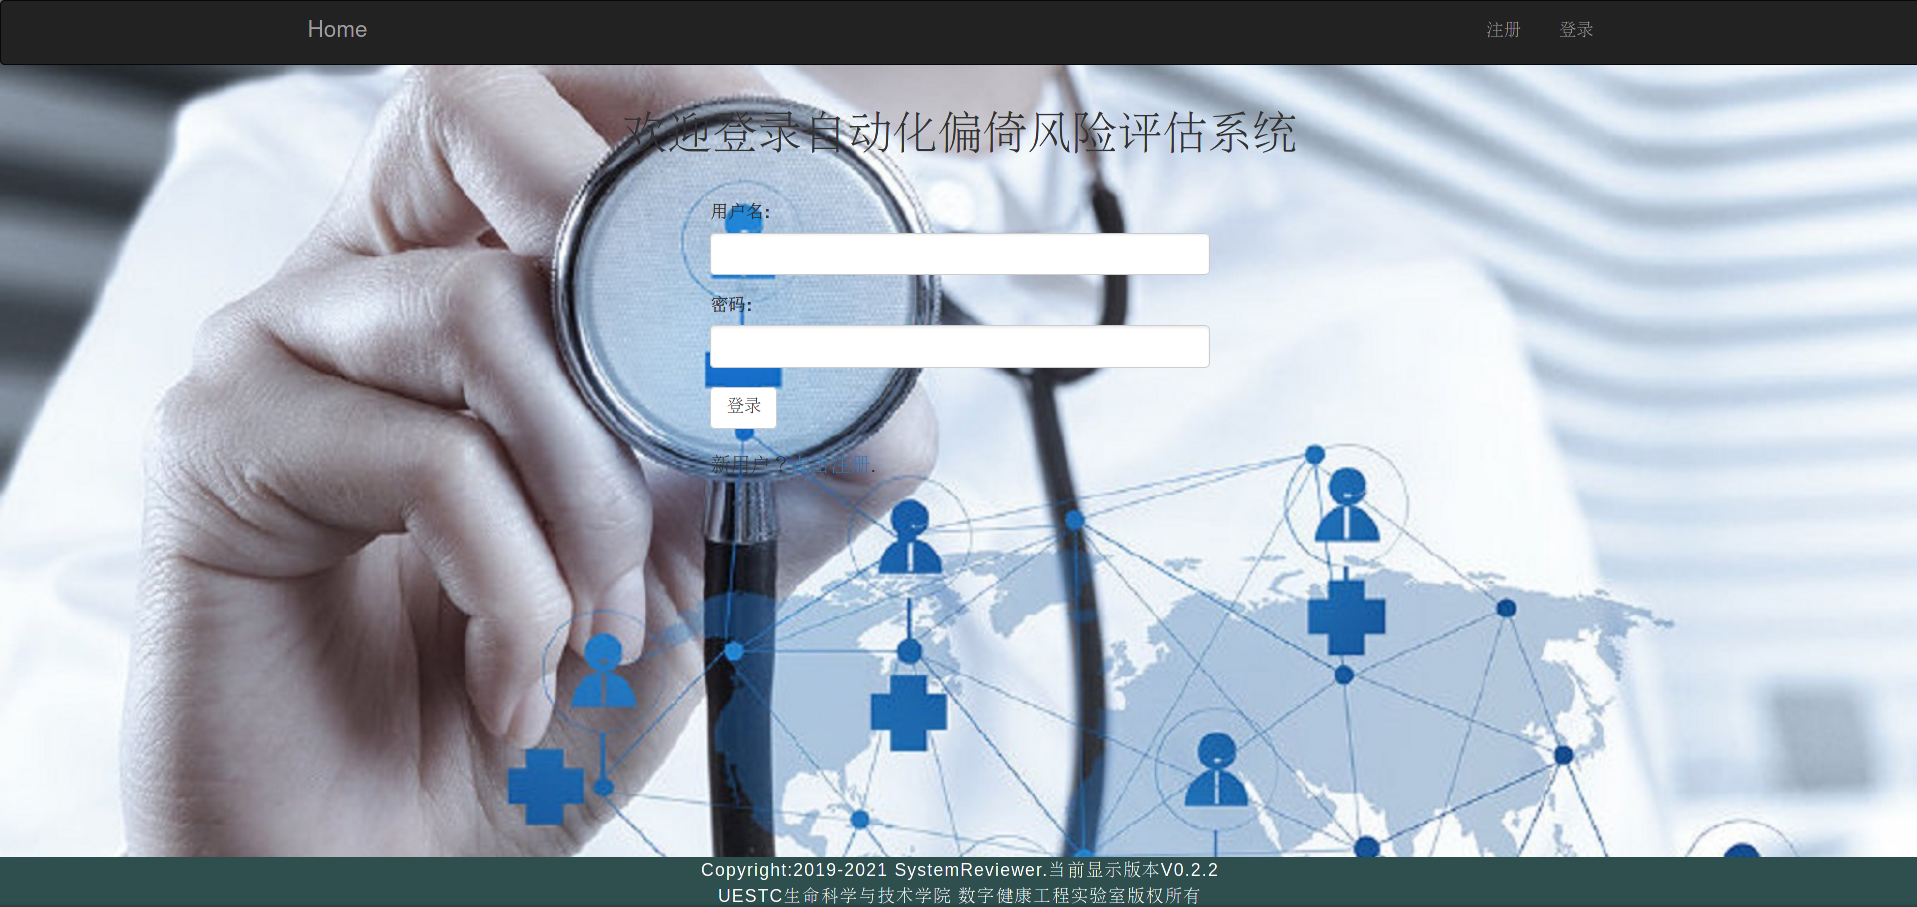 Home 注册 登录
欢迎登录自动化偏倚风险评估系统
用户名:
密码:
登录
新用户？点击注册.
Copyright:2019-2021 SystemReviewer.当前显示版本V0.2.2
UESTC生命科学与技术学院 数字健康工程实验室版权所有